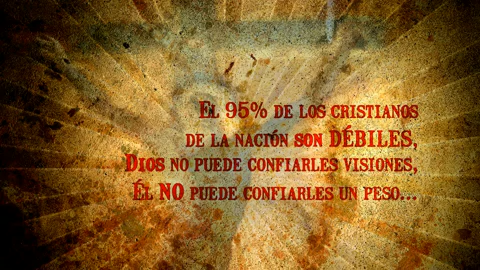 El 95% de los cristianos
de la nación son DÉBILES,
Dios no puede confiarles visiones,
Él NO puede confiarles un peso...